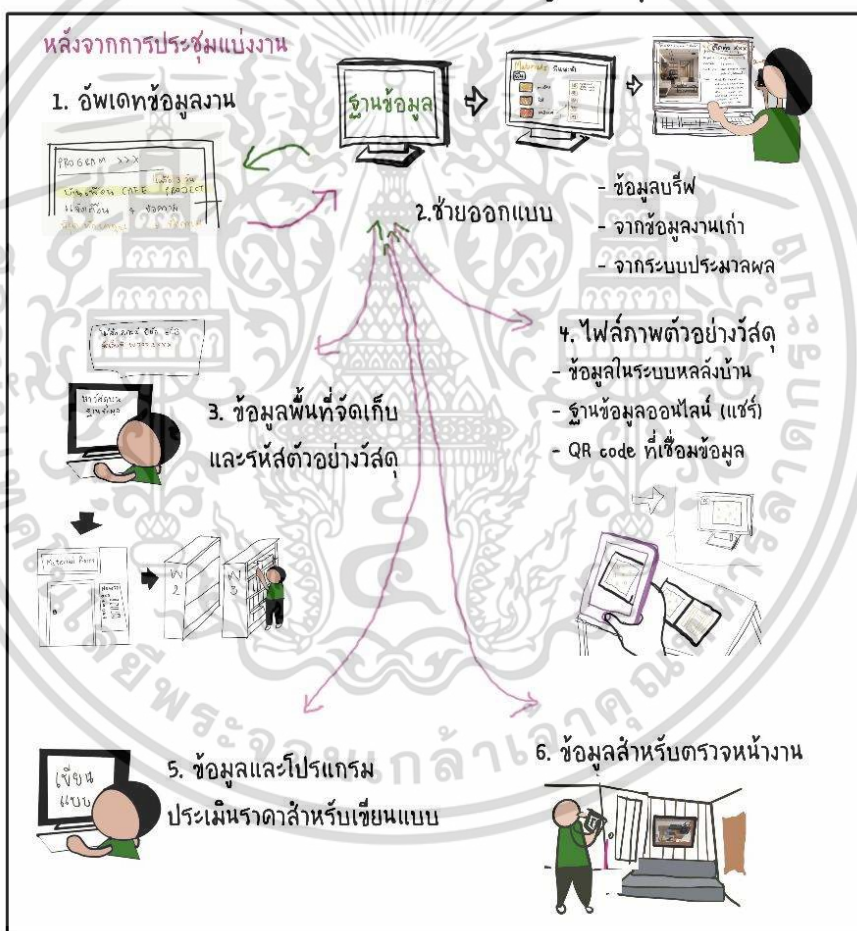 หลังจากการประชุมแบ่งงาน
1. อัพเดทข้อมูลงาน
PROGRAM >>>
CAFE PROJECT
ฐานข้อมูล
2.ช่วยออกแบบ
- ข้อมูลบรีฟ
- จากข้อมูลงานเก่า
- จากระบบประมาลผล
3. ข้อมูลพื้นที่จัดเก็บ
และรหัสตัวอย่างวัสดุ
Material Room
W
2
W
3
4. ไฟล์ภาพตัวอย่างวัสดุ
- ข้อมูลในระบบหลลังบ้าน
- ฐานข้อมูลออนไลน์ (แชร์)
- QR code ที่เชื่อมข้อมูล
เขียน
แบบ
5. ข้อมูลและโปรแกรม
ประเมินราคาสำหรับเขียนแบบ
6. ข้อมูลสำหรับตรวจหน้างาน